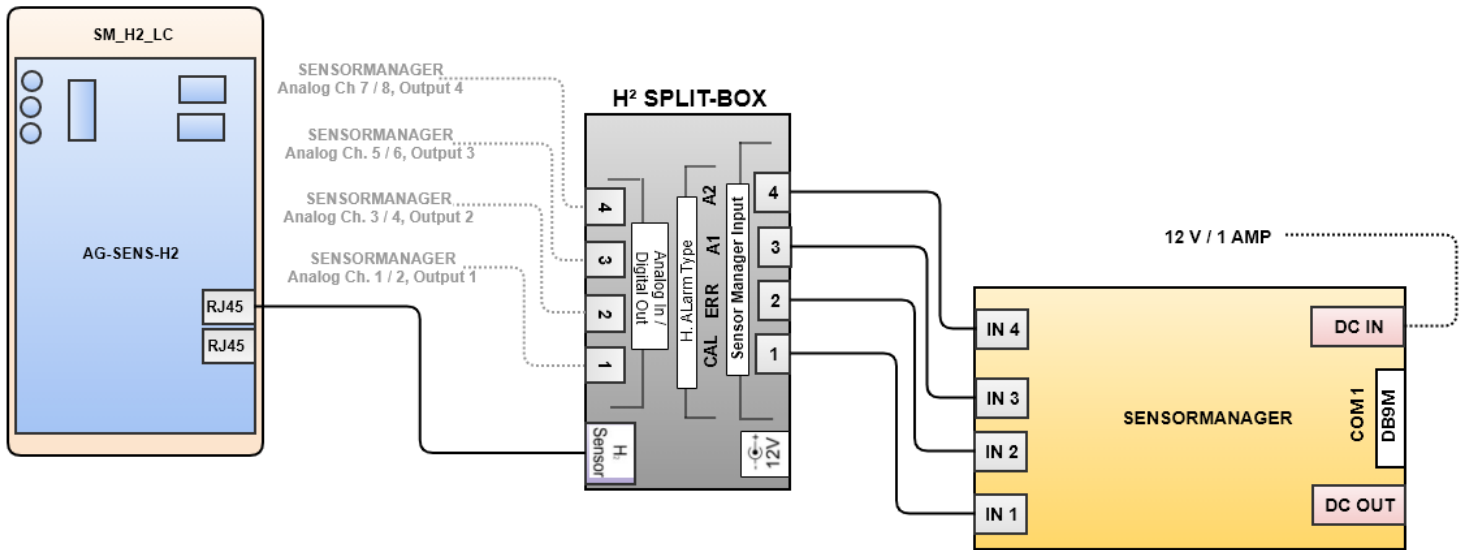 SM_H2_LC
AG-SENS-H2
RJ45
RJ45
SENSORMANAGER
Analog Ch 7 / 8, Output 4
SENSORMANAGER
Analog Ch. 5 / 6, Output 3
SENSORMANAGER
Analog Ch. 3 / 4, Output 2
SENSORMANAGER
Analog Ch. 1 / 2, Output 1
H² SPLIT-BOX
4
3
2
1
Analog In /
Digital Out
H. ALarm Type
CAL ERR A1 A2
Sensor Manager Input
4
3
2
1
H₂
Sensor
12V
12 V / 1 AMP
IN 4
IN 3
IN 2
IN 1
SENSORMANAGER
DC IN
COM 1
DB9M
DC OUT